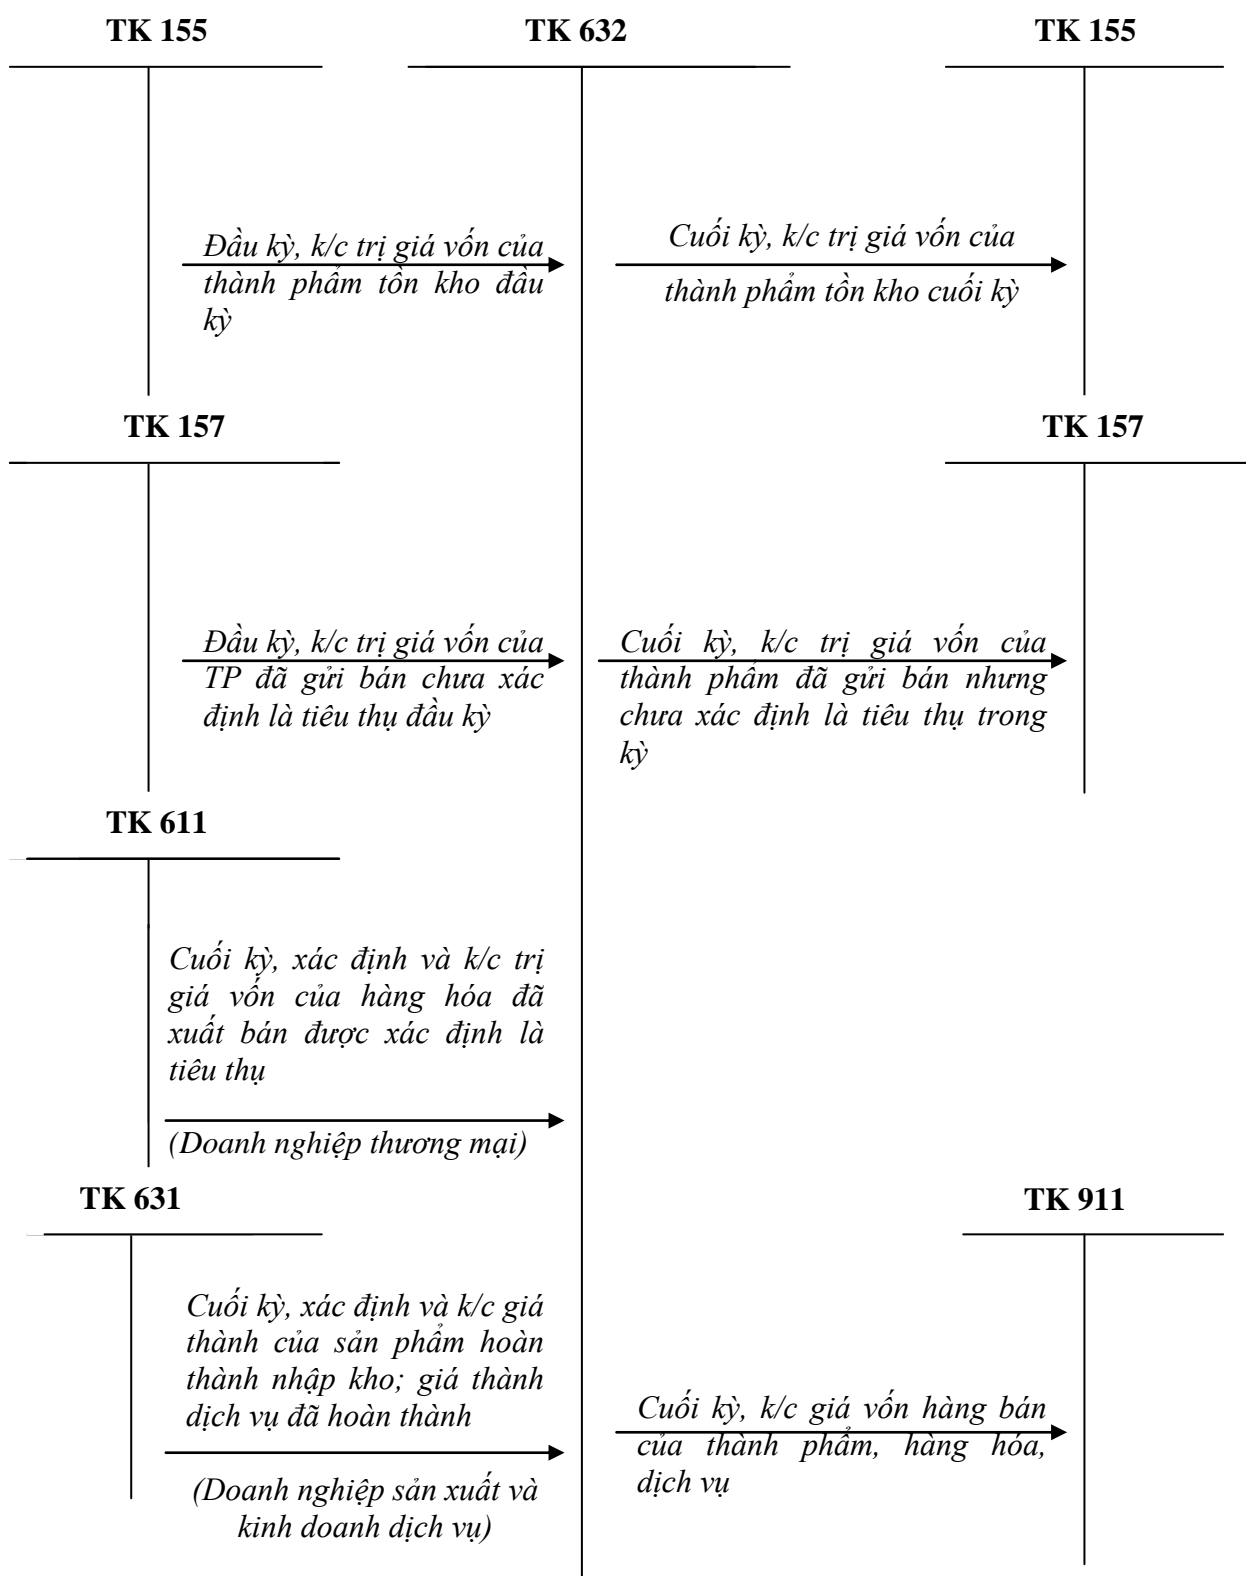 TK 155
TK 632
TK 155
Đầu kỳ, k/c trị giá vốn của
thành phẩm tồn kho đầu
kỳ
Cuối kỳ, k/c trị giá vốn của
thành phẩm tồn kho cuối kỳ
TK 157
TK 157
Đầu kỳ, k/c trị giá vốn của
TP đã gửi bán chưa xác
định là tiêu thụ đầu kỳ
Cuối kỳ, k/c trị giá vốn của
thành phẩm đã gửi bán nhưng
chưa xác định là tiêu thụ trong
kỳ
TK 611
Cuối kỳ, xác định và k/c trị
giá vốn của hàng hóa đã
xuất bán được xác định là
tiêu thụ
(Doanh nghiệp thương mại)
TK 631
TK 911
Cuối kỳ, xác định và k/c giá
thành của sản phẩm hoàn
thành nhập kho; giá thành
dịch vụ đã hoàn thành
(Doanh nghiệp sản xuất và
kinh doanh dịch vụ)
Cuối kỳ, k/c giá vốn hàng bán
của thành phẩm, hàng hóa,
dịch vụ